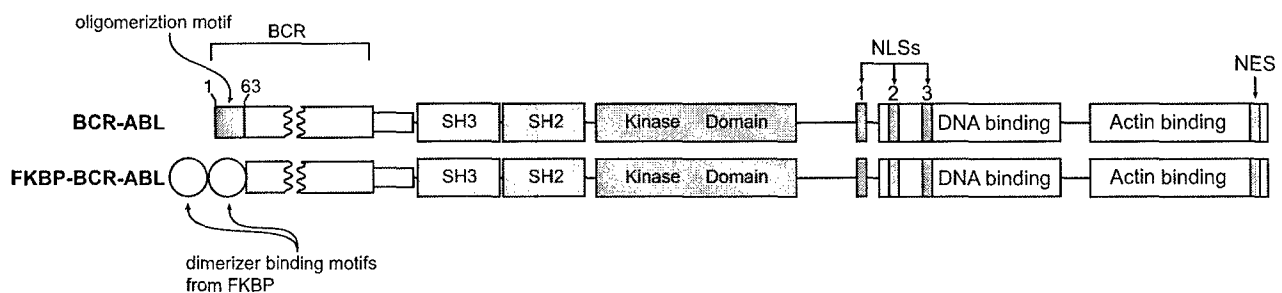 oligomeriztion motif
BCR
NLSs
NES
1 63
1 2 3
BCR-ABL SH3 SH2 Kinase Domain DNA binding Actin binding
FKBP-BCR-ABL SH3 SH2 Kinase Domain DNA binding Actin binding
dimerizer binding motifs
from FKBP